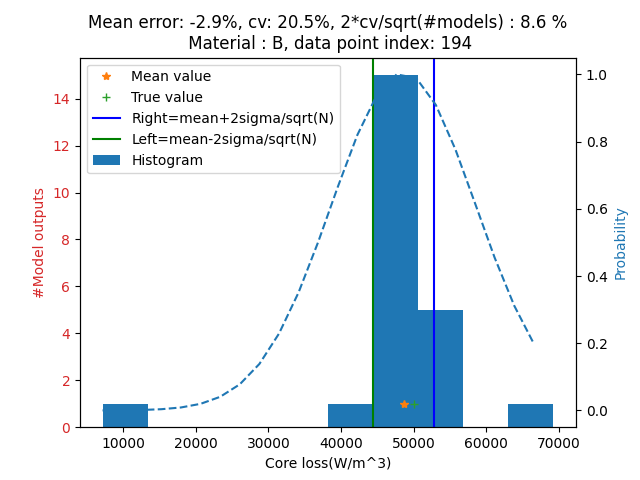 Mean error: -2.9%, cv: 20.5%, 2*cv/sqrt(#models) : 8.6 %
Material : B, data point index: 194
Mean value
True value
Right=mean+2sigma/sqrt(N)
Left=mean-2sigma/sqrt(N)
Histogram
#Model outputs
14
12
10
8
6
4
2
0
1.0
0.8
0.6
0.4
0.2
0.0
Probability
10000 20000 30000 40000 50000 60000 70000
Core loss(W/m^3)